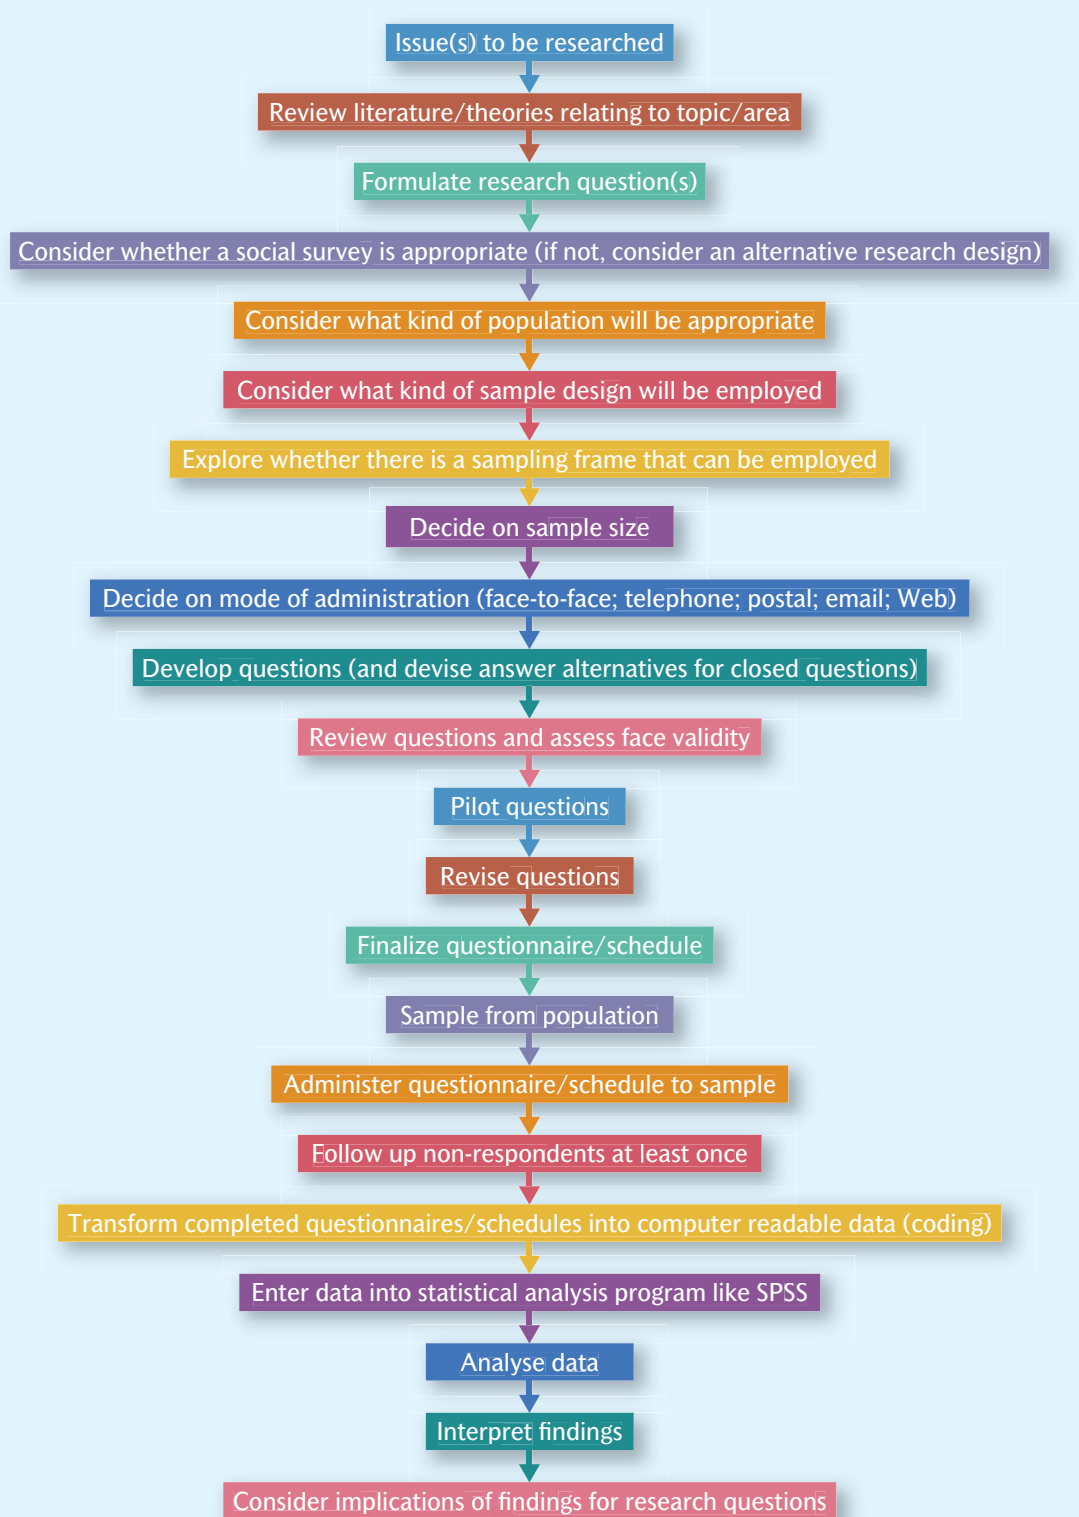 Issue(s) to be researched
Review literature/theories relating to topic/area
Formulate research question(s)
Consider whether a social survey is appropriate (if not, consider an alternative research design)
Consider what kind of population will be appropriate
Consider what kind of sample design will be employed
Explore whether there is a sampling frame that can be employed
Decide on sample size
Decide on mode of administration (face-to-face; telephone; postal; email; Web)
Develop questions (and devise answer alternatives for closed questions)
Review questions and assess face validity
Pilot questions
Revise questions
Finalize questionnaire/schedule
Sample from population
Administer questionnaire/schedule to sample
Follow up non-respondents at least once
Transform completed questionnaires/schedules into computer readable data (coding)
Enter data into statistical analysis program like SPSS
Analyse data
Interpret findings
Consider implications of findings for research questions